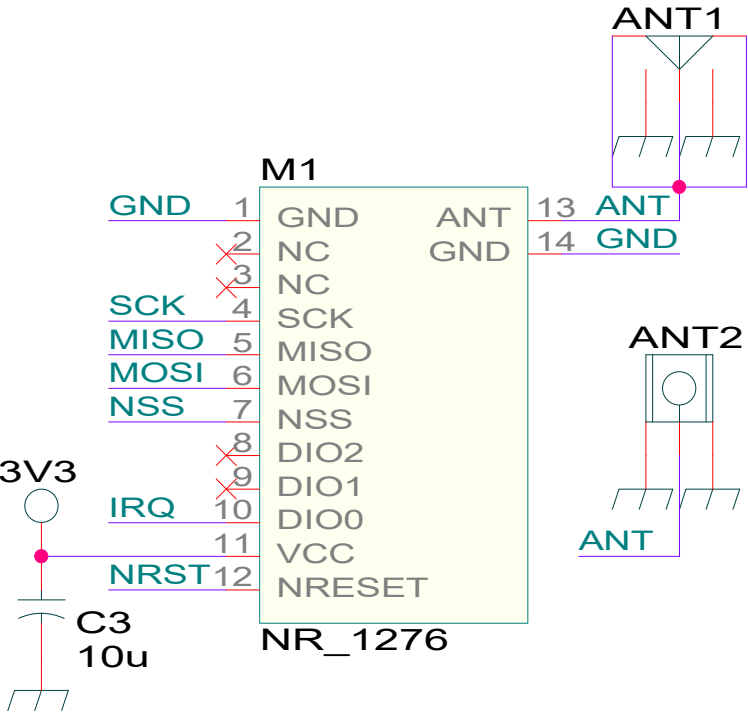 ANT1
M1
GND 1 GND ANT 13 ANT
2 NC GND 14 GND
3 NC
SCK 4 SCK
MISO 5 MISO
MOSI 6 MOSI
NSS 7 NSS
8 DIO2
9 DIO1
IRQ 10 DIO0
11 VCC
NRST 12 NRESET
NR_1276
3V3
C3
10u
ANT2
ANT